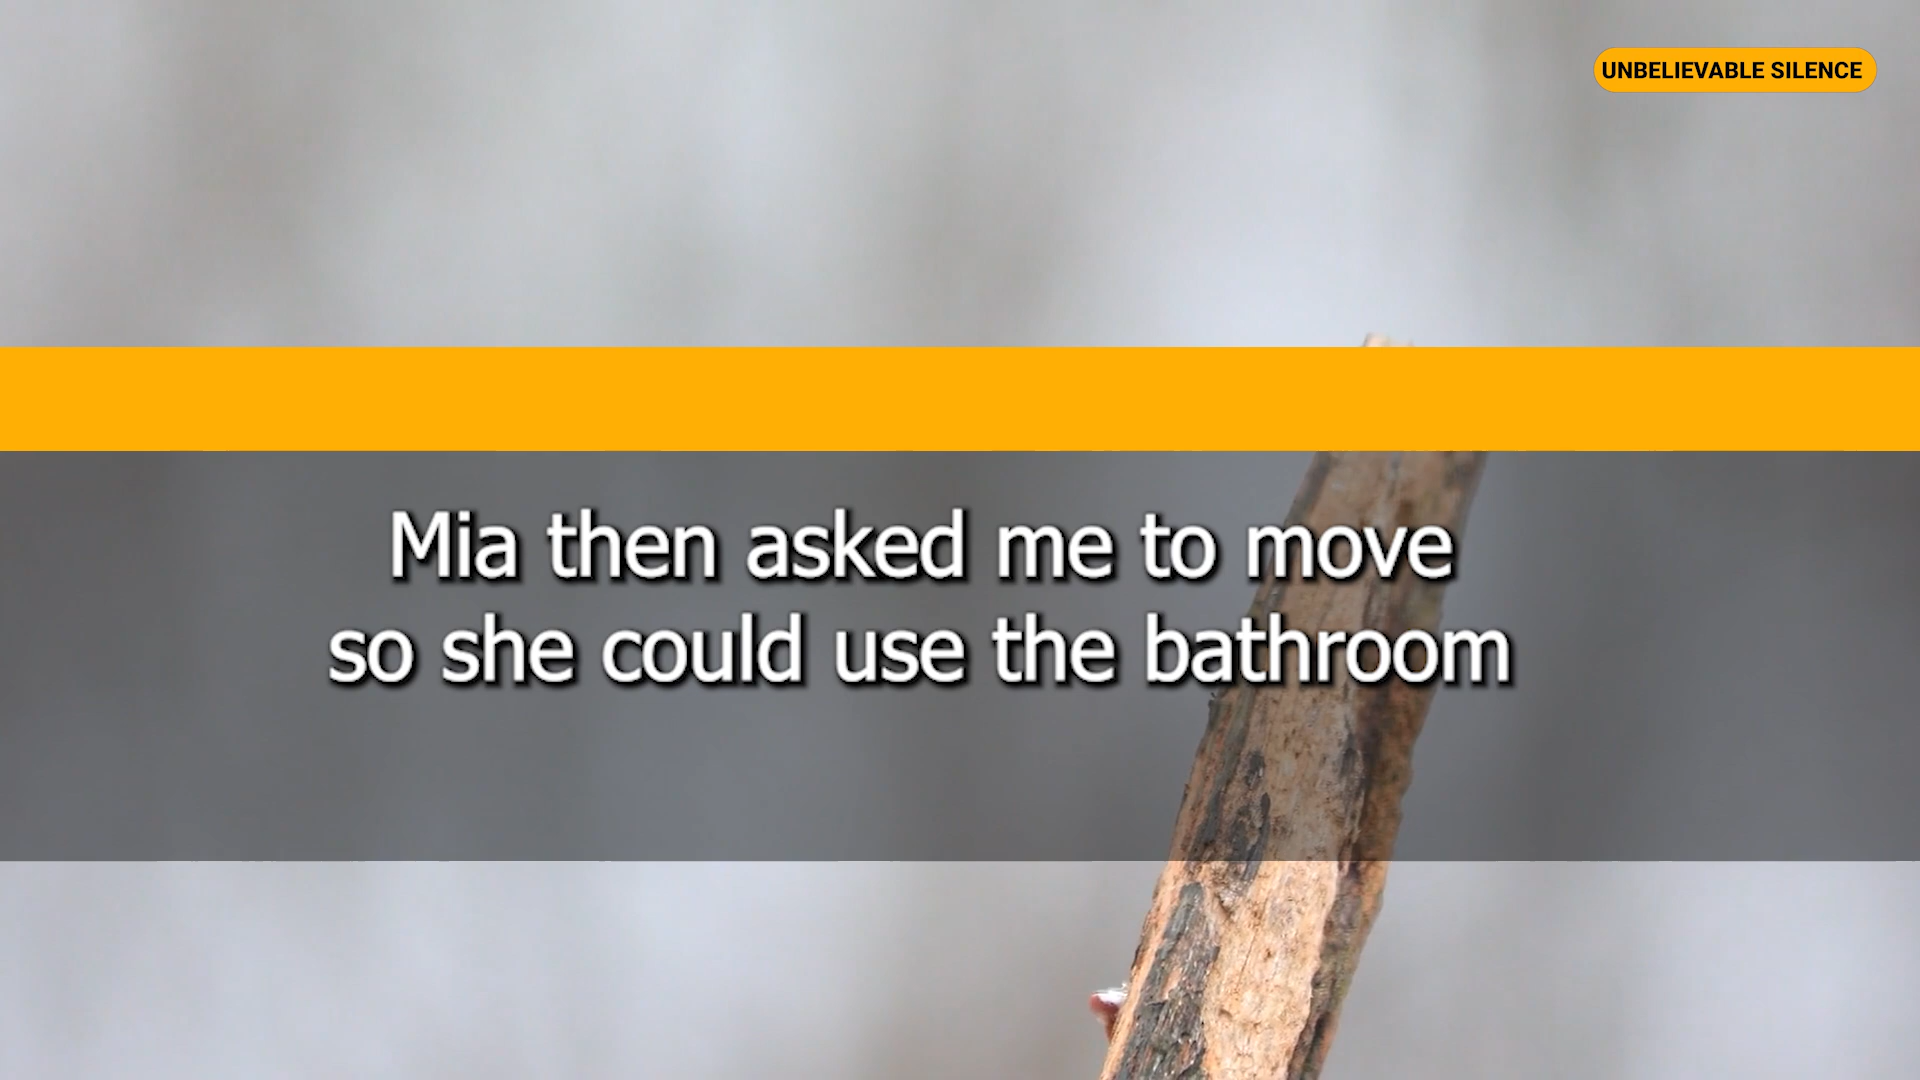 UNBELIEVABLE SILENCE
Mia then asked me to move
so she could use the bathroom